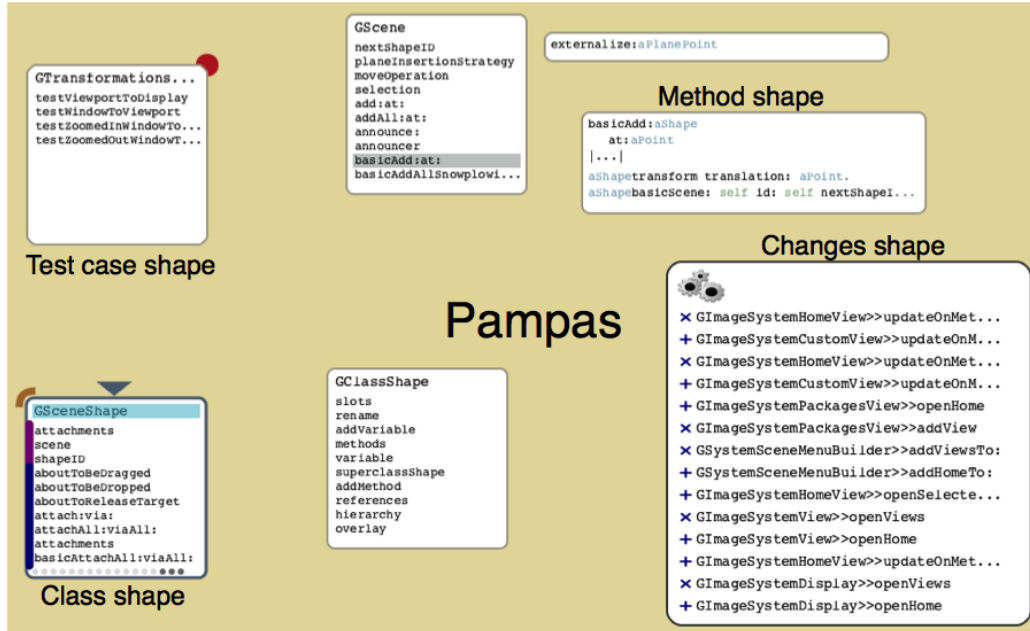 GTransformations...
testViewportToDisplay
testWindowToViewport
testZoomedInWindowTo...
testZoomedOutWindowT...
Test case shape
GScene
nextShapeID
planeInsertionStrategy
moveOperation
selection
add:at:
addAll:at:
announce:
announcer
basicAdd:at:
basicAddAllSnowplowi...
externalize:aPlanePoint
Method shape
basicAdd:aShape
at:aPoint
|...|
aShapetransform translation: aPoint.
aShapebasicScene: self id: self nextShapeI...
Pampas
GSceneShape
attachments
scene
shapeID
aboutToBeDragged
aboutToBeDropped
aboutToReleaseTarget
attach:via:
attachAll:viaAll:
attachments
basicAttachAll:viaAll:
Class shape
GClassShape
slots
rename
addVariable
methods
variable
superclassShape
addMethod
references
hierarchy
overlay
Changes shape
× GImageSystemHomeView>>updateOnMet...
+ GImageSystemCustomView>>updateOnM...
× GImageSystemHomeView>>updateOnMet...
+ GImageSystemCustomView>>updateOnM...
+ GImageSystemPackagesView>>openHome
× GImageSystemPackagesView>>addView
× GSystemSceneMenuBuilder>>addViewsTo:
+ GSystemSceneMenuBuilder>>addHomeTo:
+ GImageSystemHomeView>>openSelecte...
× GImageSystemView>>openViews
+ GImageSystemView>>openHome
+ GImageSystemHomeView>>updateOnMet...
× GImageSystemDisplay>>openViews
+ GImageSystemDisplay>>openHome